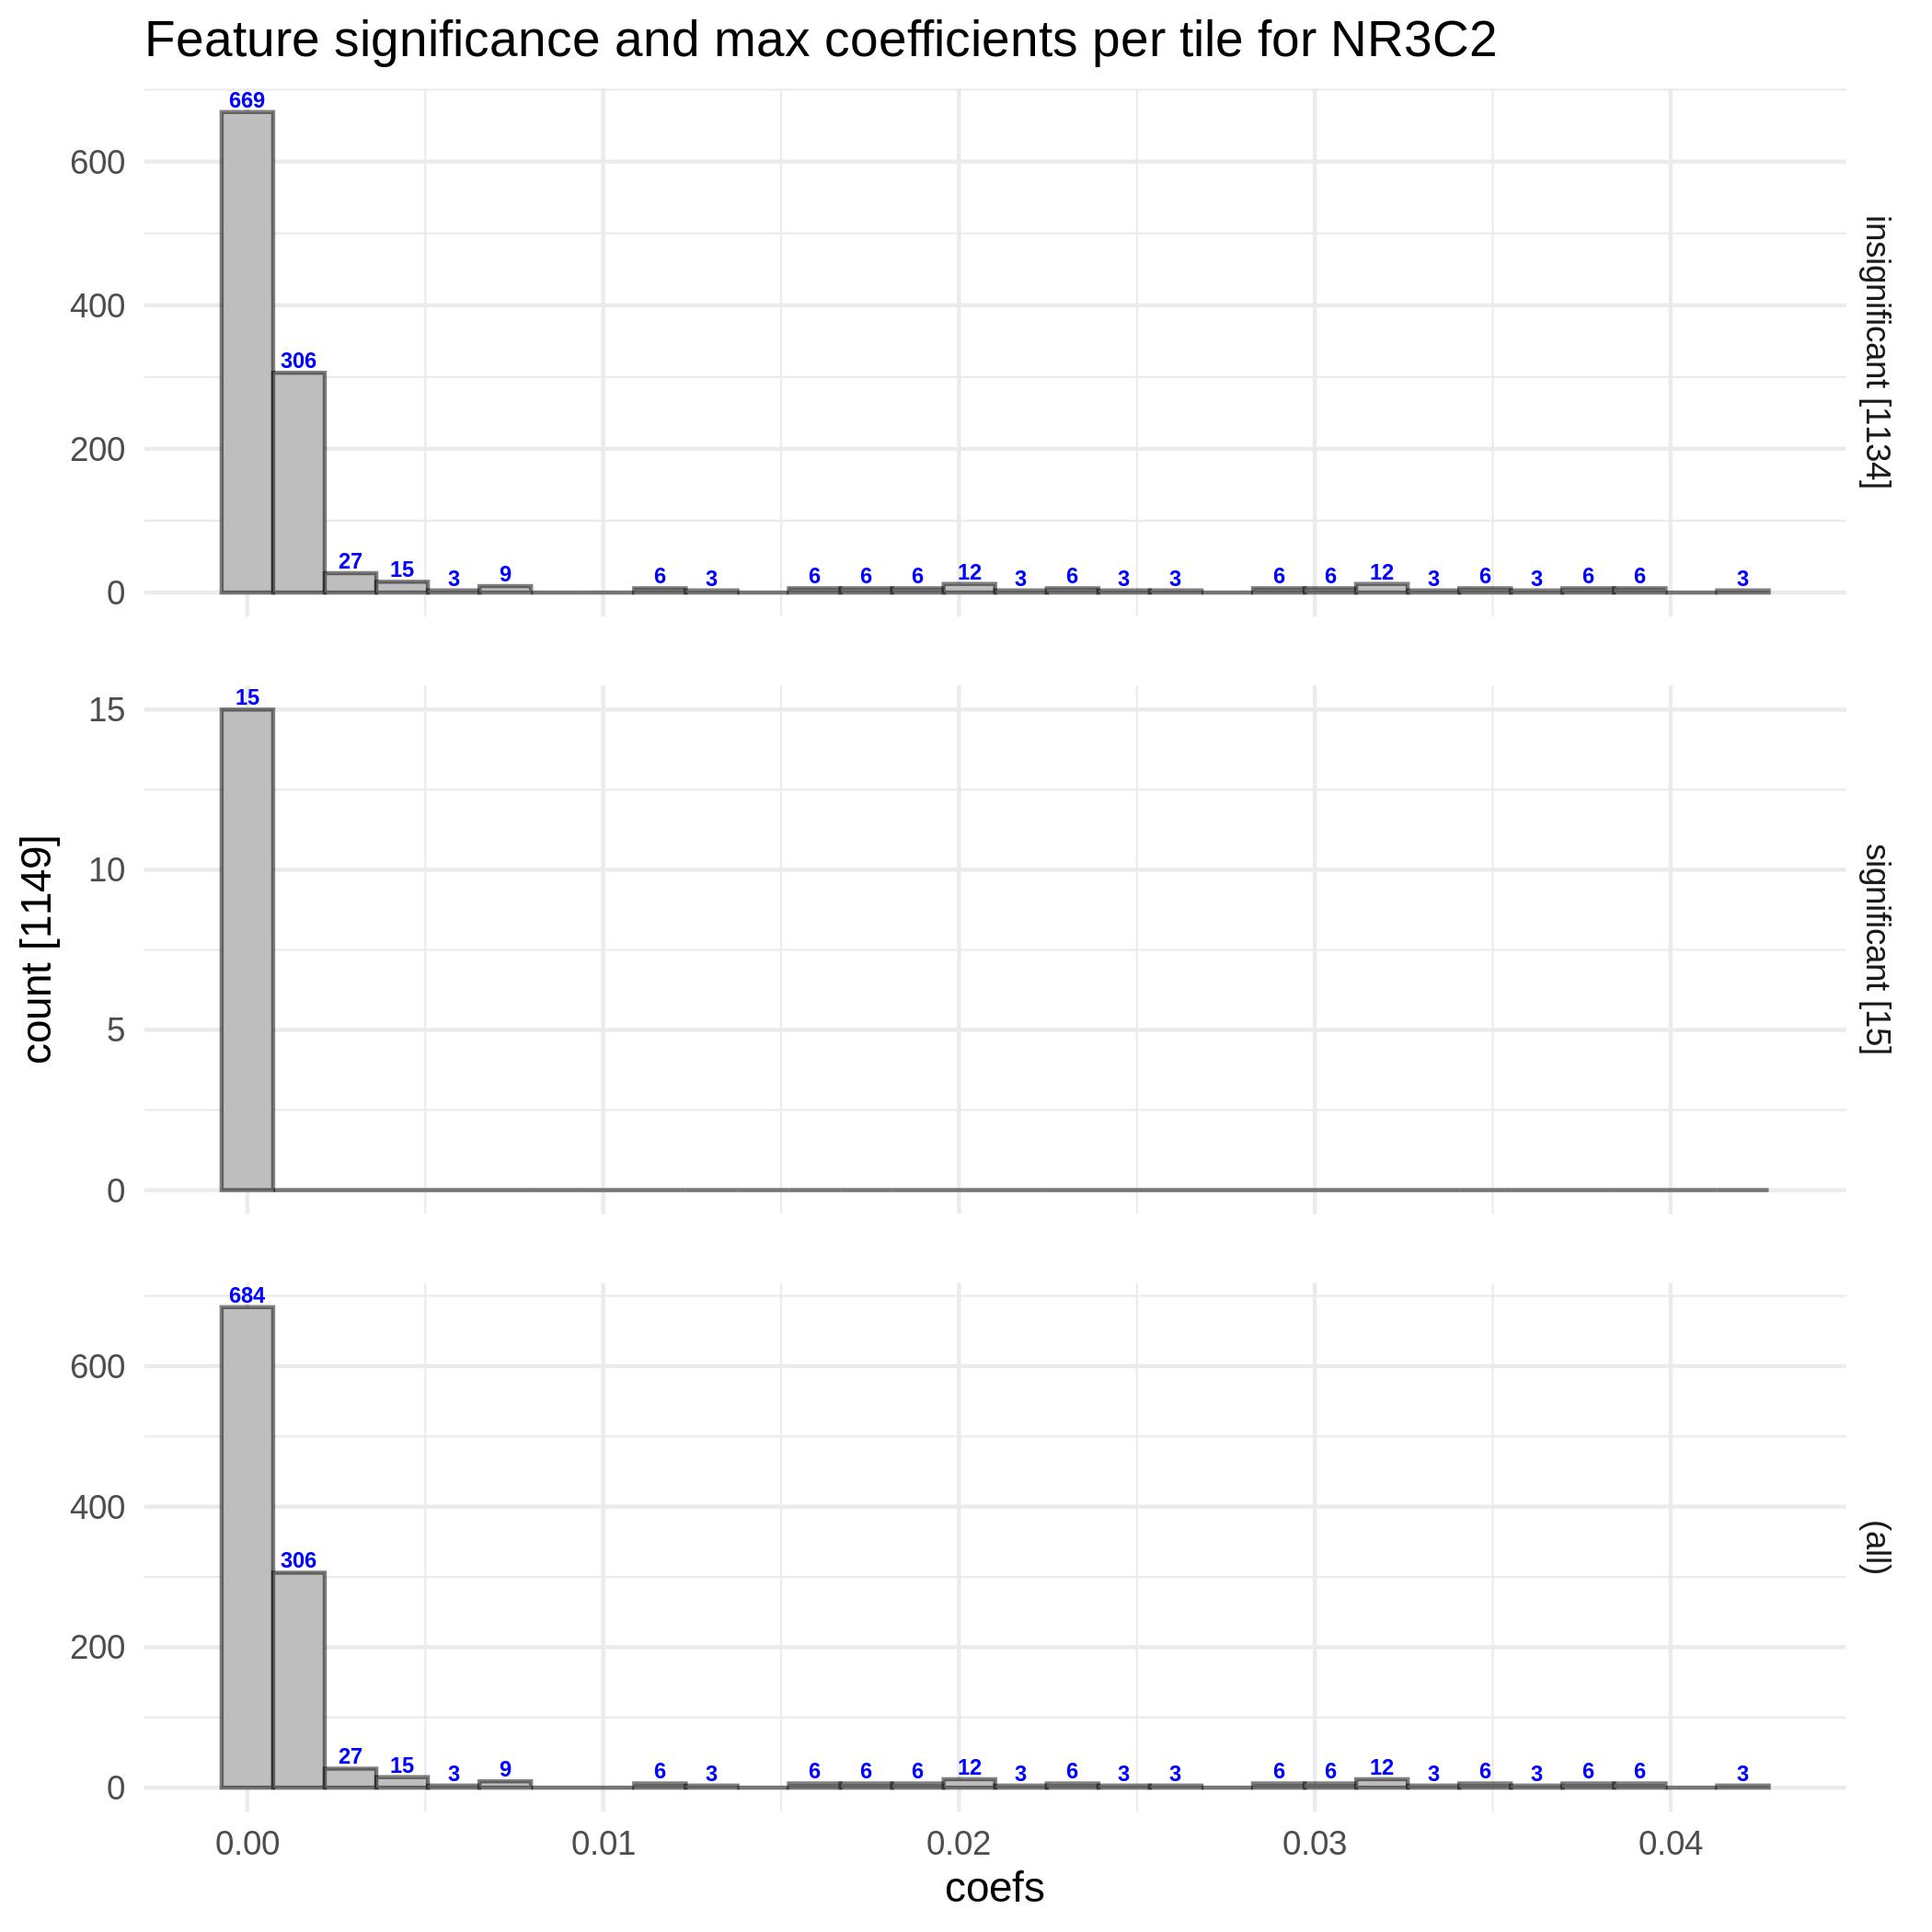 Feature significance and max coefficients per tile for NR3C2
count [1149]
669
306
27 15 3 9 6 3 6 6 6 12 3 6 3 3 6 6 12 3 6 3 6 6 3
600
400
200
0
insignificant [1134]
15
15
10
5
0
significant [15]
684
306
27 15 3 9 6 3 6 6 6 12 3 6 3 3 6 6 12 3 6 3 6 6 3
600
400
200
0
(all)
0.00 0.01 0.02 0.03 0.04
coefs